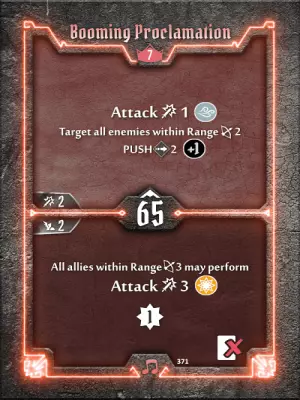 Booming Proclamation
7
Attack 1
Target all enemies within Range 2
PUSH 2 +1
2
65
2
All allies within Range 3 may perform
Attack 3
1
371